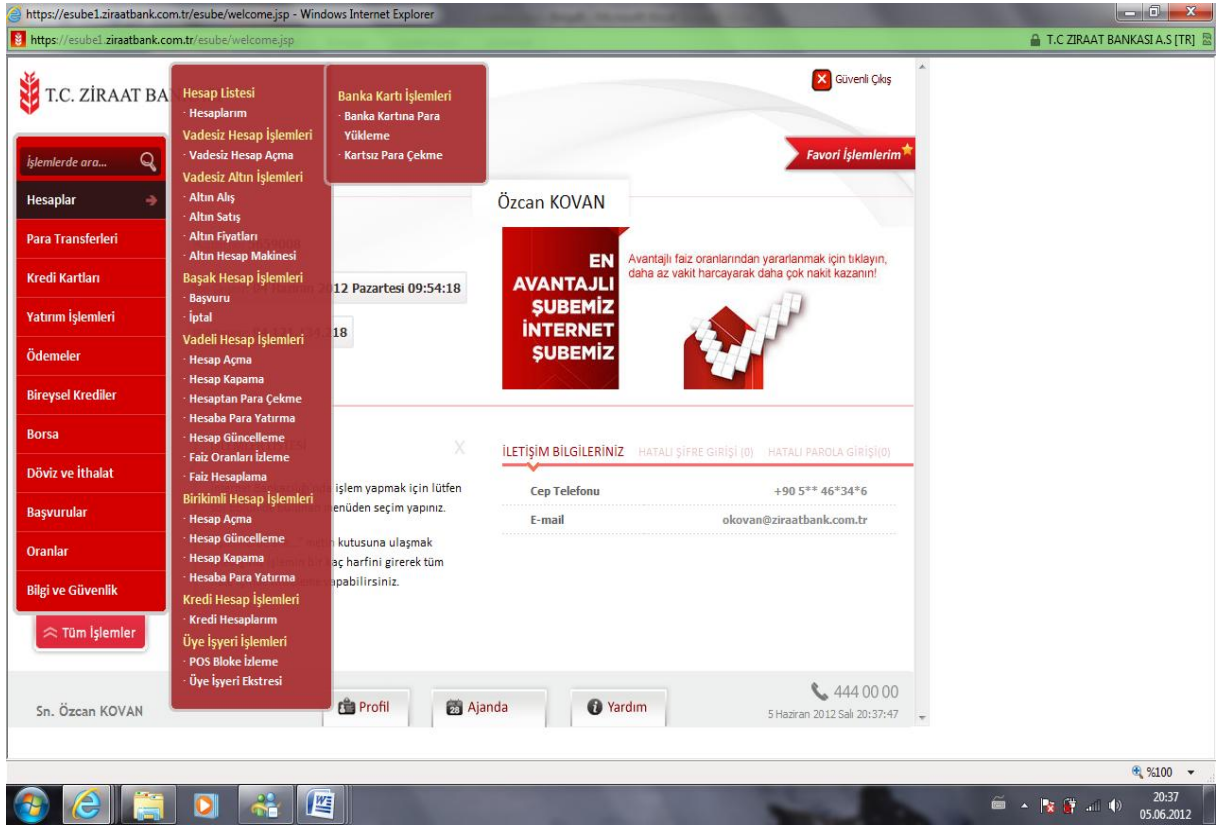 https://esube1.ziraatbank.com.tr/esube/welcome.jsp - Windows Internet Explorer
https://esube1.ziraatbank.com.tr/esube/welcome.jsp
T.C ZIRAAT BANKASI A.S [TR]
T.C. ZİRAAT BA
Güvenli Çıkış
Favori İşlemlerim
İşlemlerde ara...
Hesaplar
Para Transferleri
Kredi Kartları
Yatırım İşlemleri
Ödemeler
Bireysel Krediler
Borsa
Döviz ve İthalat
Başvurular
Oranlar
Bilgi ve Güvenlik
Tüm İşlemler
Hesap Listesi
· Hesaplarım
Vadesiz Hesap İşlemleri
· Vadesiz Hesap Açma
Vadesiz Altın İşlemleri
· Altın Alış
· Altın Satış
· Altın Fiyatları
· Altın Hesap Makinesi
Başak Hesap İşlemleri
· Başvuru
· İptal
Vadeli Hesap İşlemleri
· Hesap Açma
· Hesap Kapama
· Hesaptan Para Çekme
· Hesaba Para Yatırma
· Hesap Güncelleme
· Faiz Oranları İzleme
· Faiz Hesaplama
Birikimli Hesap İşlemleri
· Hesap Açma
· Hesap Güncelleme
· Hesap Kapama
· Hesaba Para Yatırma
Kredi Hesap İşlemleri
· Kredi Hesaplarım
Üye İşyeri İşlemleri
· POS Bloke İzleme
· Üye İşyeri Ekstresi
Banka Kartı İşlemleri
· Banka Kartına Para
Yükleme
· Kartsız Para Çekme
Özcan KOVAN
12 Pazartesi 09:54:18
218
EN
AVANTAJLI
ŞUBEMİZ
İNTERNET
ŞUBEMİZ
Avantajlı faiz oranlarından yararlanmak için tıklayın,
daha az vakit harcayarak daha çok nakit kazanın!
X
işlem yapmak için lütfen
menüden seçim yapınız.
kutusuna ulaşmak
kaç harfini girerek tüm
yapabilirsiniz.
İLETİŞİM BİLGİLERİNİZ
HATALI ŞİFRE GİRİŞİ (0)
HATALI PAROLA GİRİŞİ(0)
Cep Telefonu +90 5** 46*34*6
E-mail okovan@ziraatbank.com.tr
Sn. Özcan KOVAN
Profil
28 Ajanda
Yardım
444 00 00
5 Haziran 2012 Salı 20:37:47
%100
20:37
05.06.2012